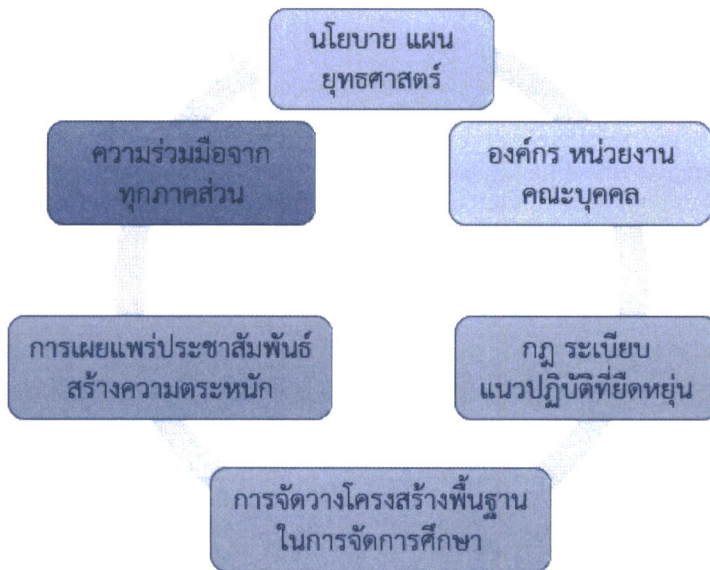 นโยบาย แผน
ยุทธศาสตร์
องค์กร หน่วยงาน
คณะบุคคล
กฎ ระเบียบ
แนวปฏิบัติที่ยืดหยุ่น
การจัดวางโครงสร้างพื้นฐาน
ในการจัดการศึกษา
การเผยแพร่ประชาสัมพันธ์
สร้างความตระหนัก
ความร่วมมือจาก
ทุกภาคส่วน